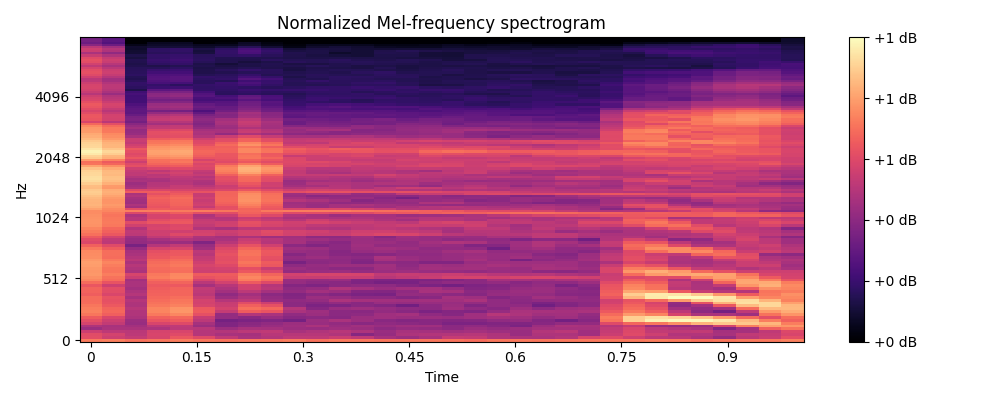 Normalized Mel-frequency spectrogram
Hz
4096
2048
1024
512
0
0 0.15 0.3 0.45 0.6 0.75 0.9
Time
+1 dB
+1 dB
+1 dB
+0 dB
+0 dB
+0 dB